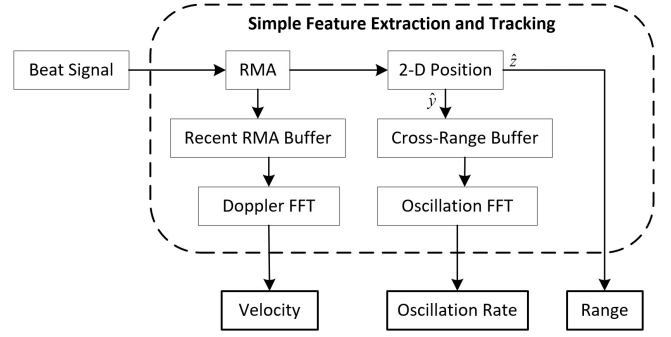 Simple Feature Extraction and Tracking
Beat Signal
RMA
2-D Position
ẑ
ŷ
Recent RMA Buffer
Cross-Range Buffer
Doppler FFT
Oscillation FFT
Velocity
Oscillation Rate
Range